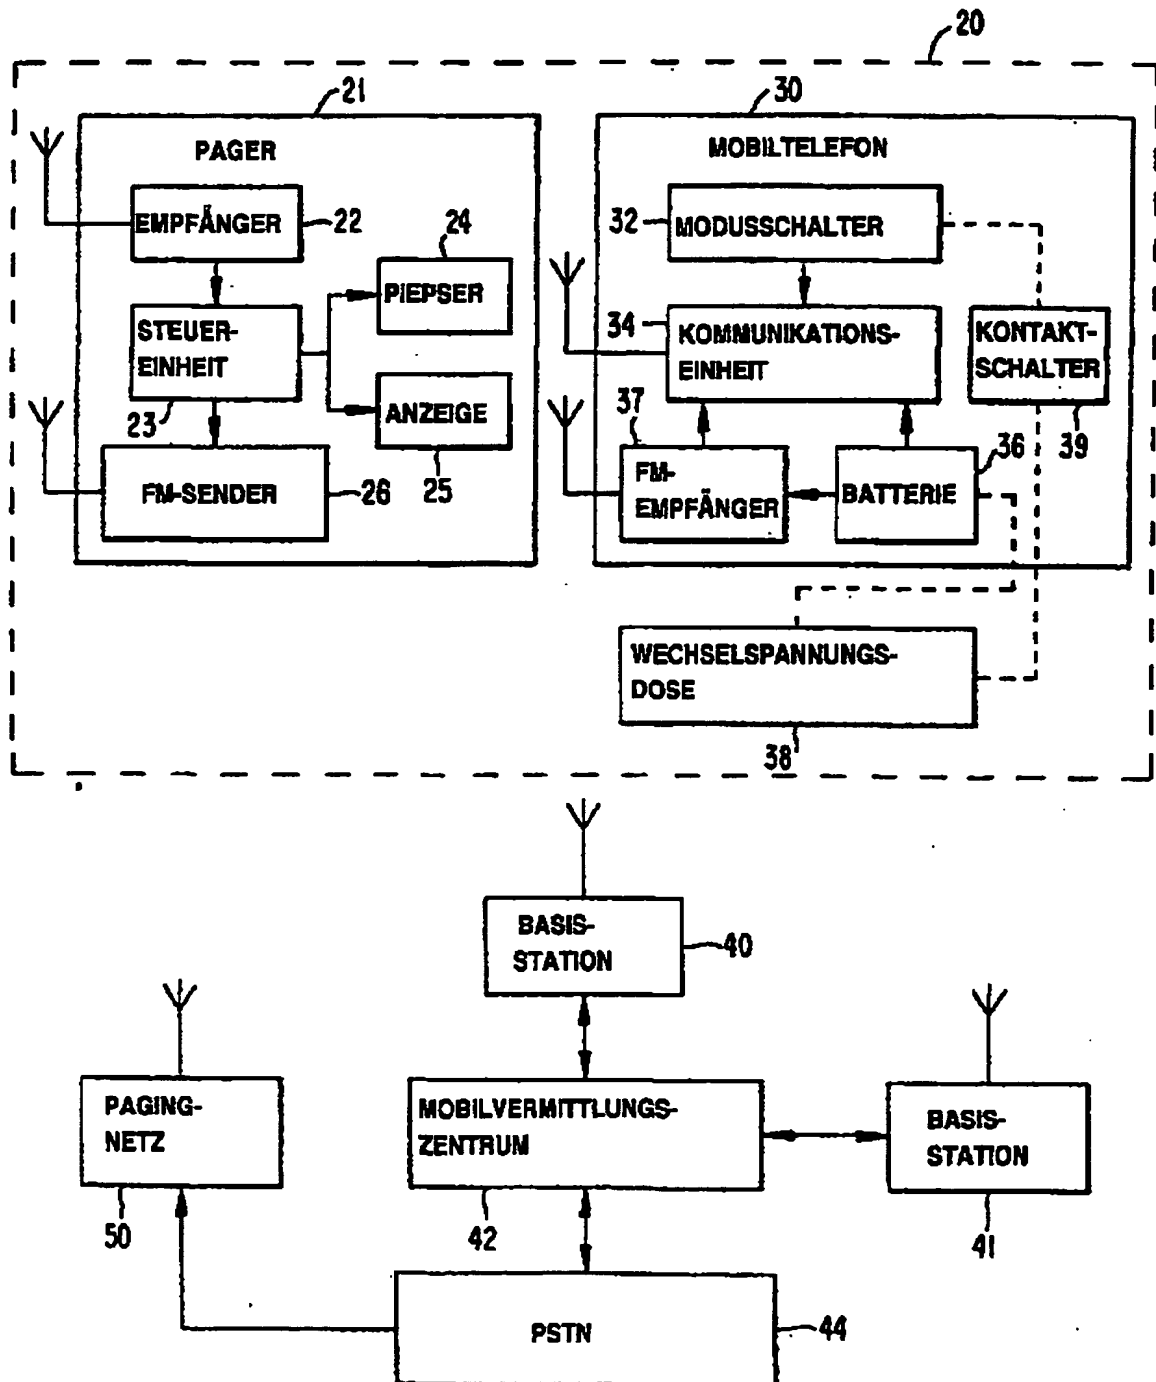 20
21
30
PAGER
MOBILTELEFON
EMPFÄNGER
22
24
32
MODUSSCHALTER
PIEPSER
STEUER-
EINHEIT
34
KOMMUNIKATIONS-
EINHEIT
KONTAKT-
SCHALTER
23
ANZEIGE
37
39
FM-SENDER
26
25
FM-
EMPFÄNGER
BATTERIE
36
WECHSELSPANNUNGS-
DOSE
38
BASIS-
STATION
40
PAGING-
NETZ
MOBILVERMITTLUNGS-
ZENTRUM
BASIS-
STATION
50
42
41
PSTN
44